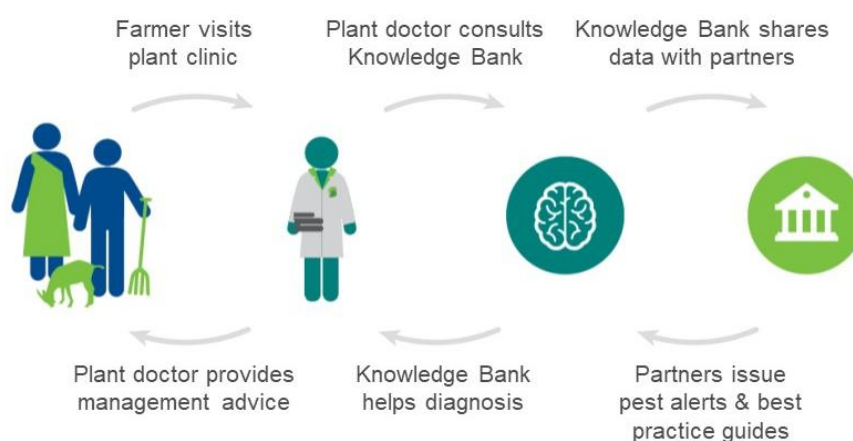 Farmer visits
plant clinic
Plant doctor consults
Knowledge Bank
Knowledge Bank shares
data with partners
Plant doctor provides
management advice
Knowledge Bank
helps diagnosis
Partners issue
pest alerts & best
practice guides